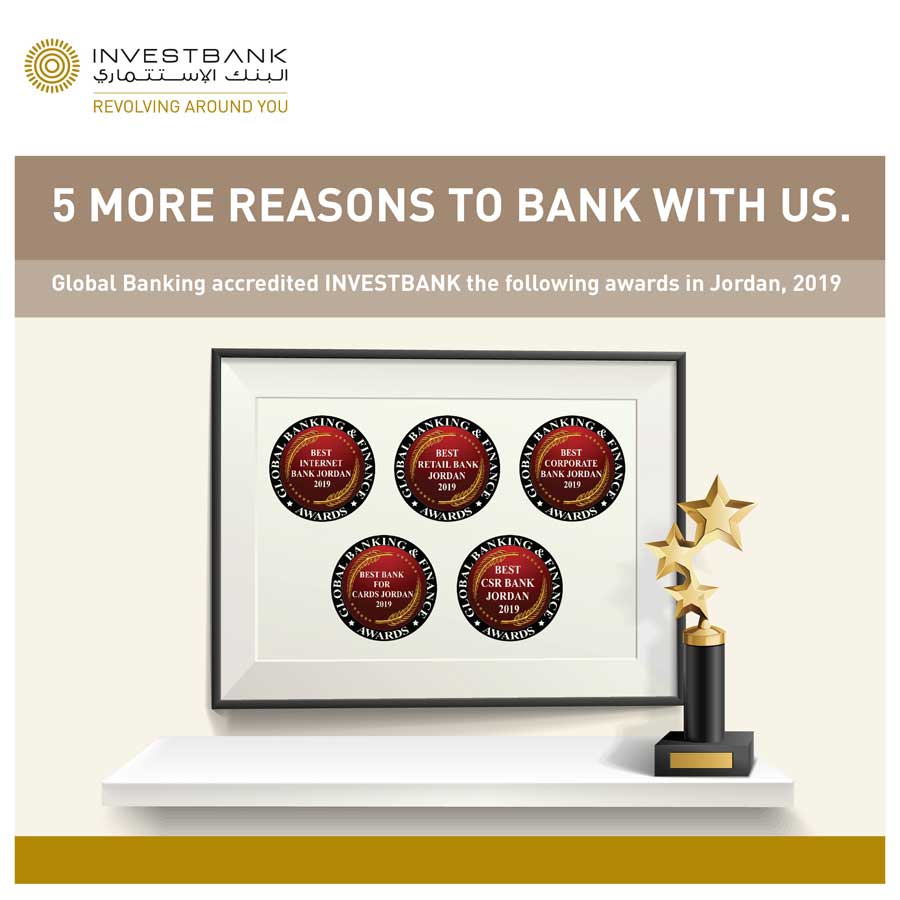 INVESTBANK
البنك الإستثماري
REVOLVING AROUND YOU
5 MORE REASONS TO BANK WITH US.
Global Banking accredited INVESTBANK the following awards in Jordan, 2019
GLOBAL BANKING & FINANCE
BEST
INTERNET
BANK JORDAN
2019
AWARDS
GLOBAL BANKING & FINANCE
BEST
RETAIL BANK
JORDAN
2019
AWARDS
GLOBAL BANKING & FINANCE
BEST
CORPORATE
BANK JORDAN
2019
AWARDS
GLOBAL BANKING & FINANCE
BEST BANK
FOR
CARDS JORDAN
2019
AWARDS
GLOBAL BANKING & FINANCE
BEST
CSR BANK
JORDAN
2019
AWARDS